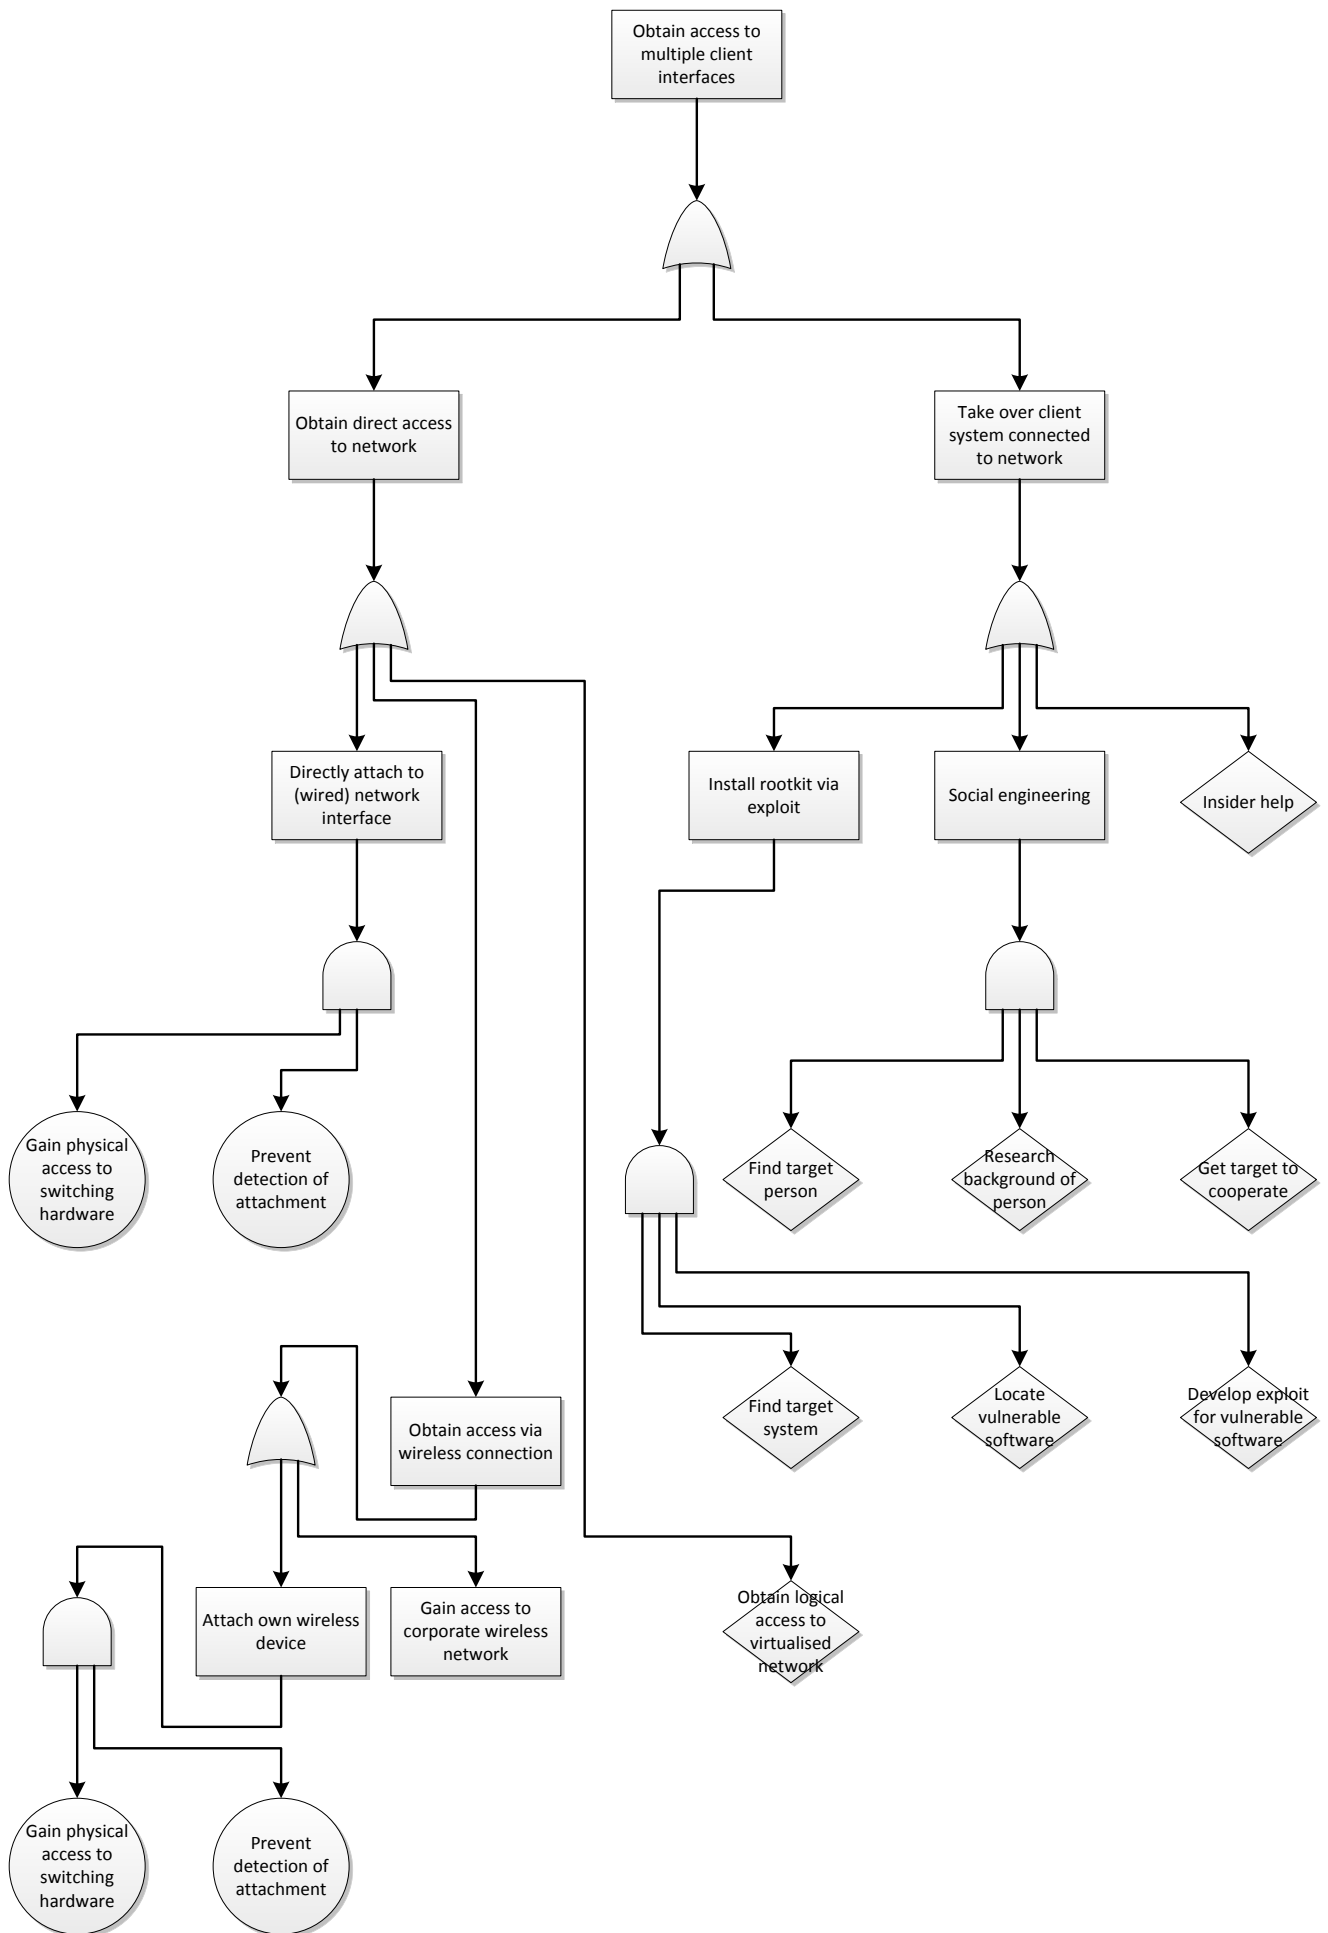 Obtain access to
multiple client
interfaces
Obtain direct access
to network
Take over client
system connected
to network
Directly attach to
(wired) network
interface
Install rootkit via
exploit
Social engineering
Insider help
Gain physical
access to
switching
hardware
Prevent
detection of
attachment
Find target
person
Research
background of
person
Get target to
cooperate
Obtain access via
wireless connection
Find target
system
Locate
vulnerable
software
Develop exploit
for vulnerable
software
Attach own wireless
device
Gain access to
corporate wireless
network
Obtain logical
access to
virtualised
network
Gain physical
access to
switching
hardware
Prevent
detection of
attachment